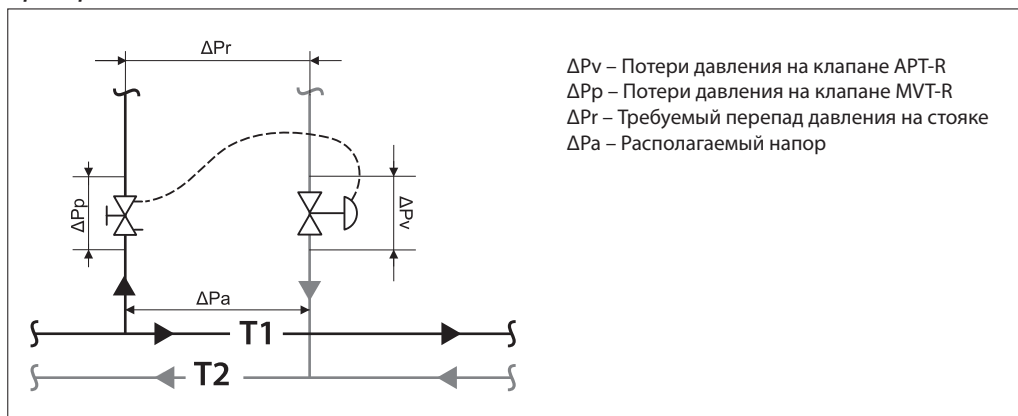 ΔPr
ΔPv – Потери давления на клапане APT-R
ΔPp – Потери давления на клапане MVT-R
ΔPr – Требуемый перепад давления на стояке
ΔPa – Располагаемый напор
ΔPp
ΔPv
ΔPa
T1
T2